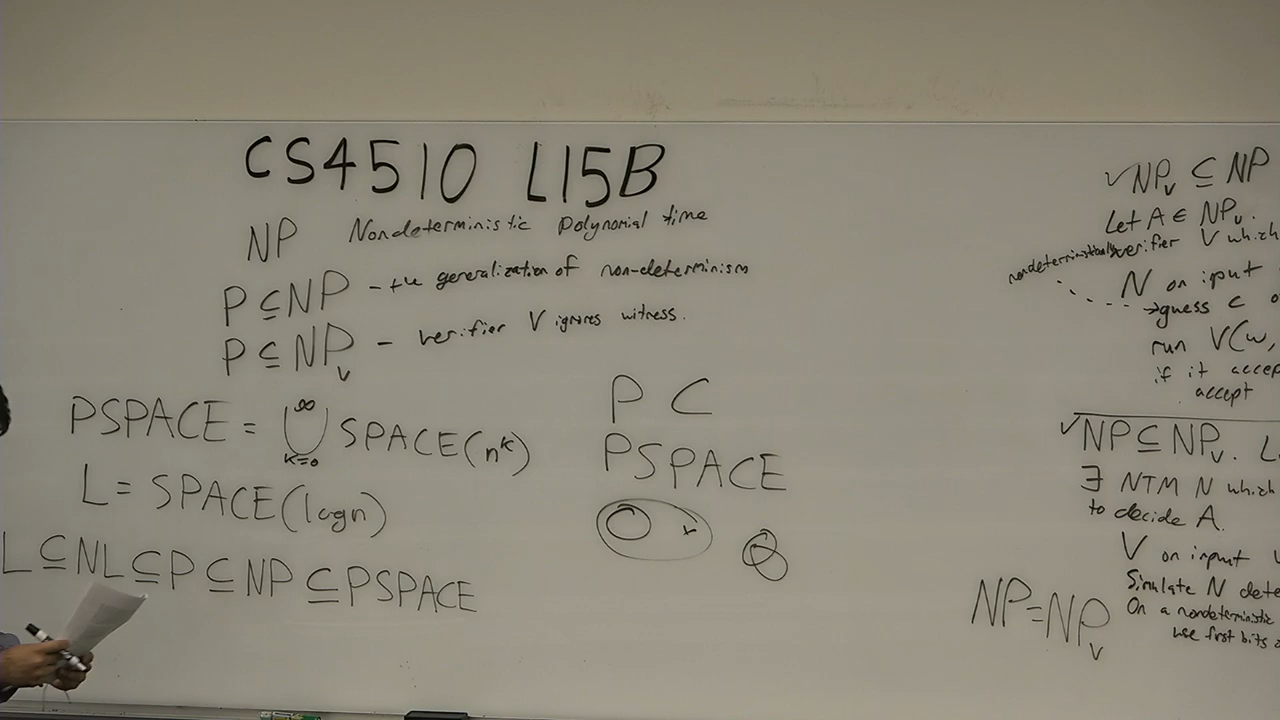 CS4510 L15B
NP Nondeterministic Polynomial time
P ⊆ NP - the generalization of non-determinism
P ⊆ NP_v - verifier V ignores witness.
PSPACE = ⋃_{k=0}^{∞} SPACE(n^k)
L = SPACE(logn)
L ⊆ NL ⊆ P ⊆ NP ⊆ PSPACE
P C
PSPACE
✓NP_v ⊆ NP
Let A ∈ NP_v.
verifier V which
nondeterministically
N on input
→guess c
run V(w,
if it accep
accept
✓NP ⊆ NP_v. L
∃ NTM N which
to decide A.
V on input
Simulate N dete
On a nondeterministic
use first bits
NP = NP_v